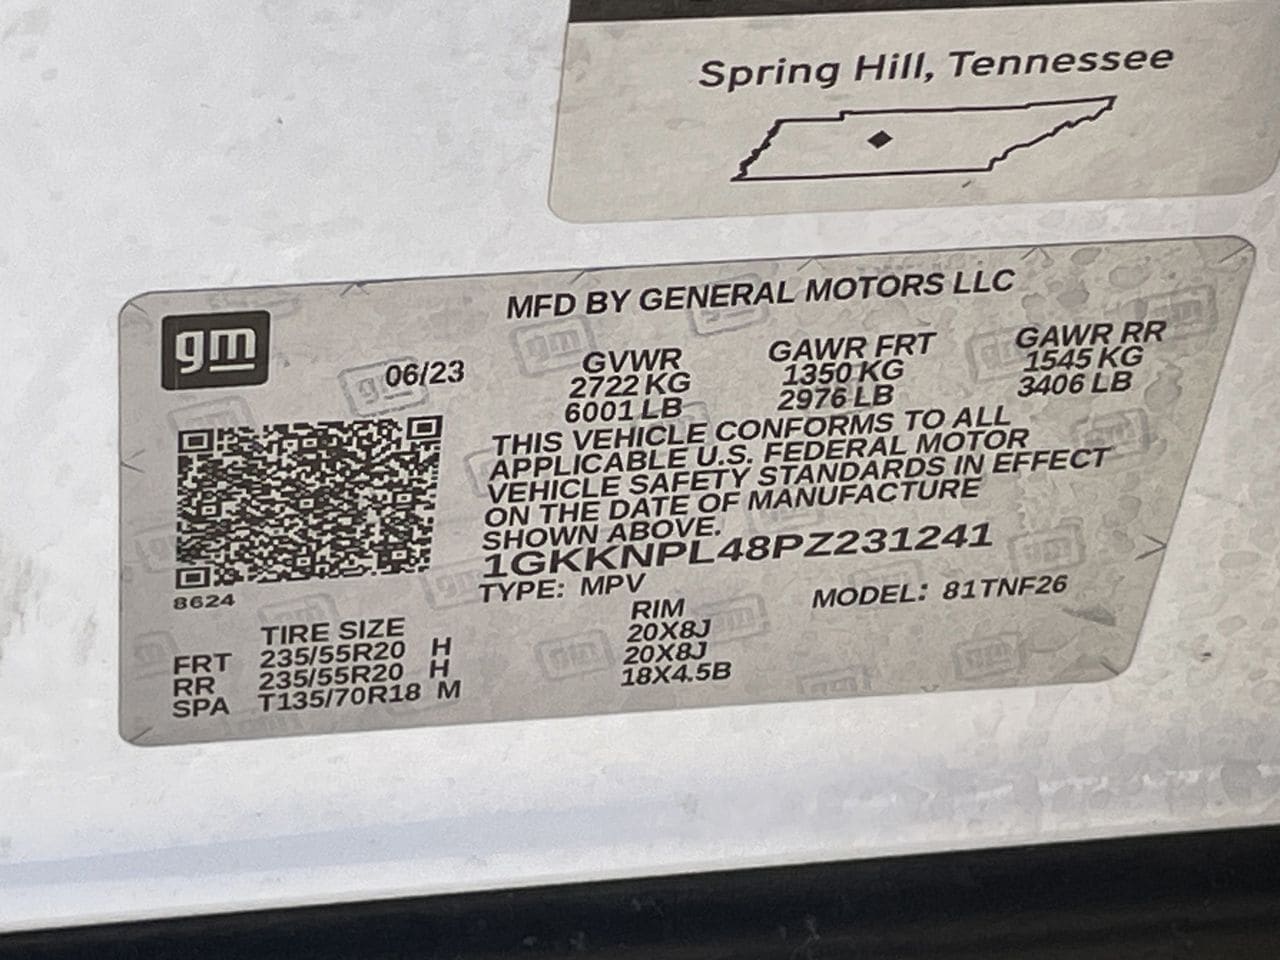 Spring Hill, Tennessee
gm
MFD BY GENERAL MOTORS LLC
06/23
GVWR GAWR FRT GAWR RR
2722 KG 1350 KG 1545 KG
6001 LB 2976 LB 3406 LB
THIS VEHICLE CONFORMS TO ALL
APPLICABLE U.S. FEDERAL MOTOR
VEHICLE SAFETY STANDARDS IN EFFECT
ON THE DATE OF MANUFACTURE
SHOWN ABOVE.
1GKKNPL48PZ231241
TYPE: MPV MODEL: 81TNF26
8624
TIRE SIZE RIM
FRT 235/55R20 H 20X8J
RR 235/55R20 H 20X8J
SPA T135/70R18 M 18X4.5B